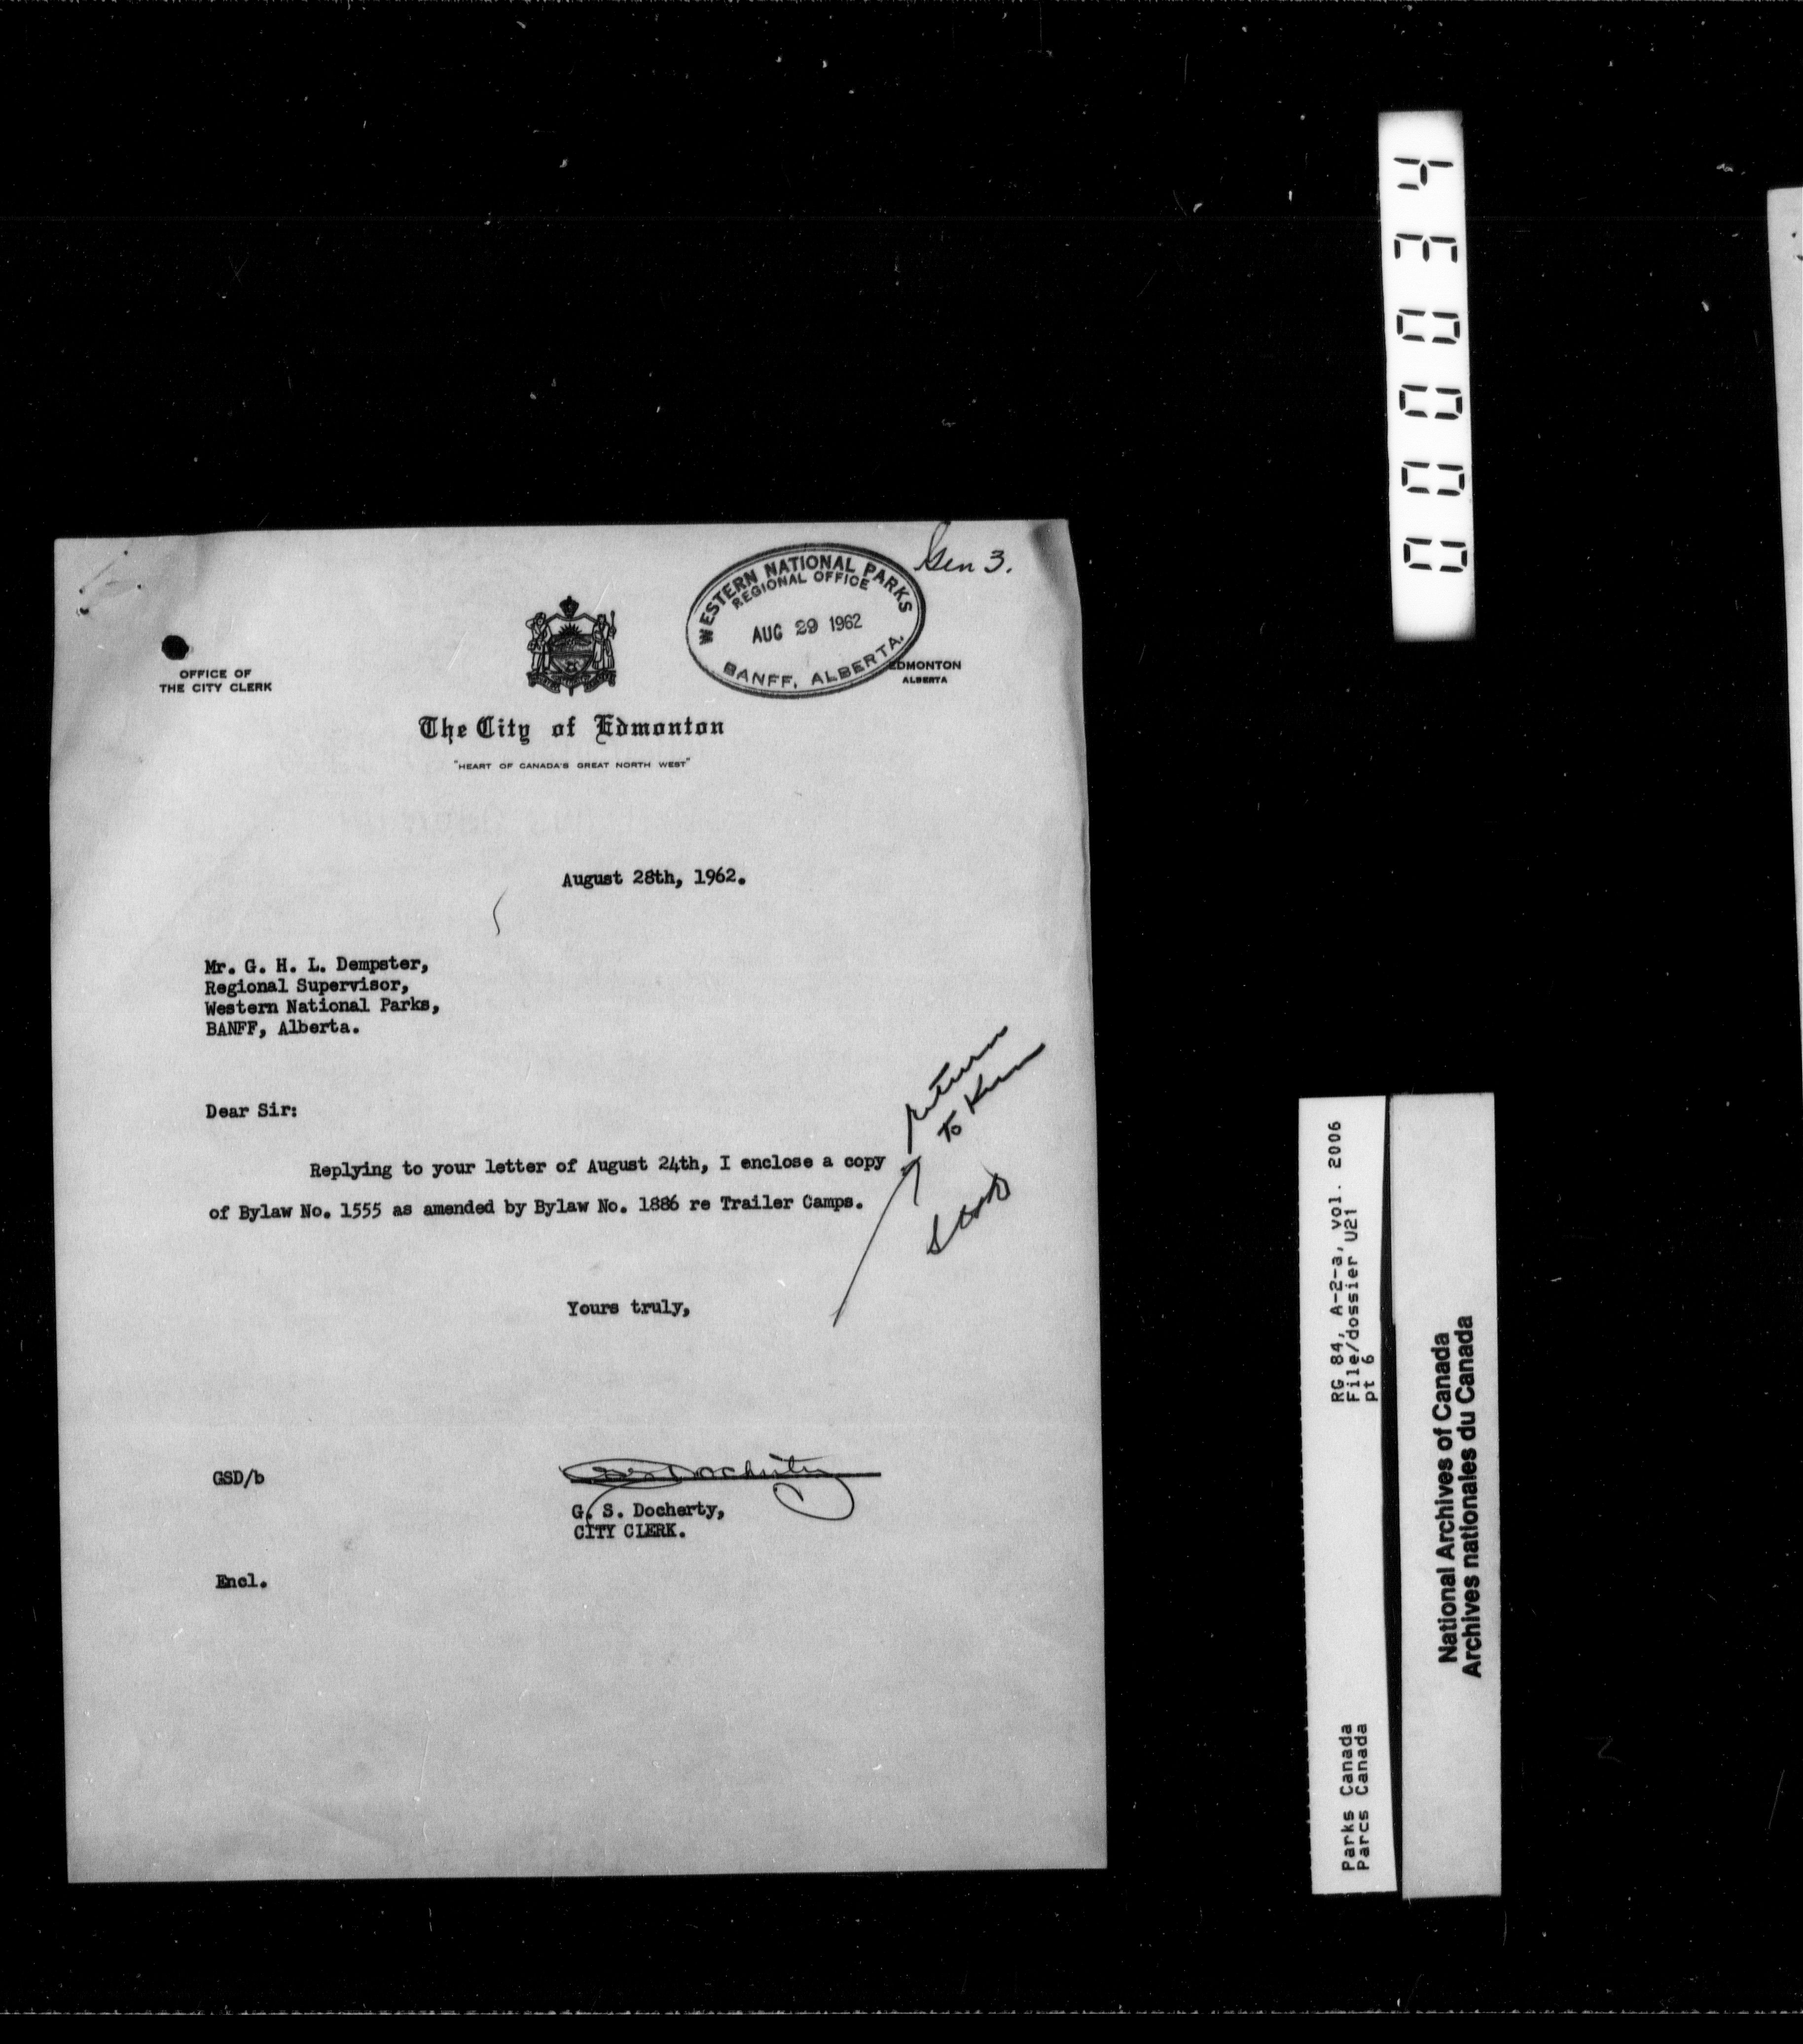 Gen 3.
WESTERN NATIONAL PARKS
REGIONAL OFFICE
AUG 29 1962
BANFF, ALBERTA.
OFFICE OF
THE CITY CLERK
EDMONTON
ALBERTA
The City of Edmonton
"HEART OF CANADA'S GREAT NORTH WEST"
August 28th, 1962.
Mr. G. H. L. Dempster,
Regional Supervisor,
Western National Parks,
BANFF, Alberta.
Dear Sir:
Replying to your letter of August 24th, I enclose a copy
of Bylaw No. 1555 as amended by Bylaw No. 1886 re Trailer Camps.
return
To
Yours truly,
GSD/b
G. S. Docherty
G. S. Docherty,
CITY CLERK.
Encl.
000034
RG 84, A-2-a, vol. 2006
File/dossier U21
pt 6
Parks Canada
Parcs Canada
National Archives of Canada
Archives nationales du Canada